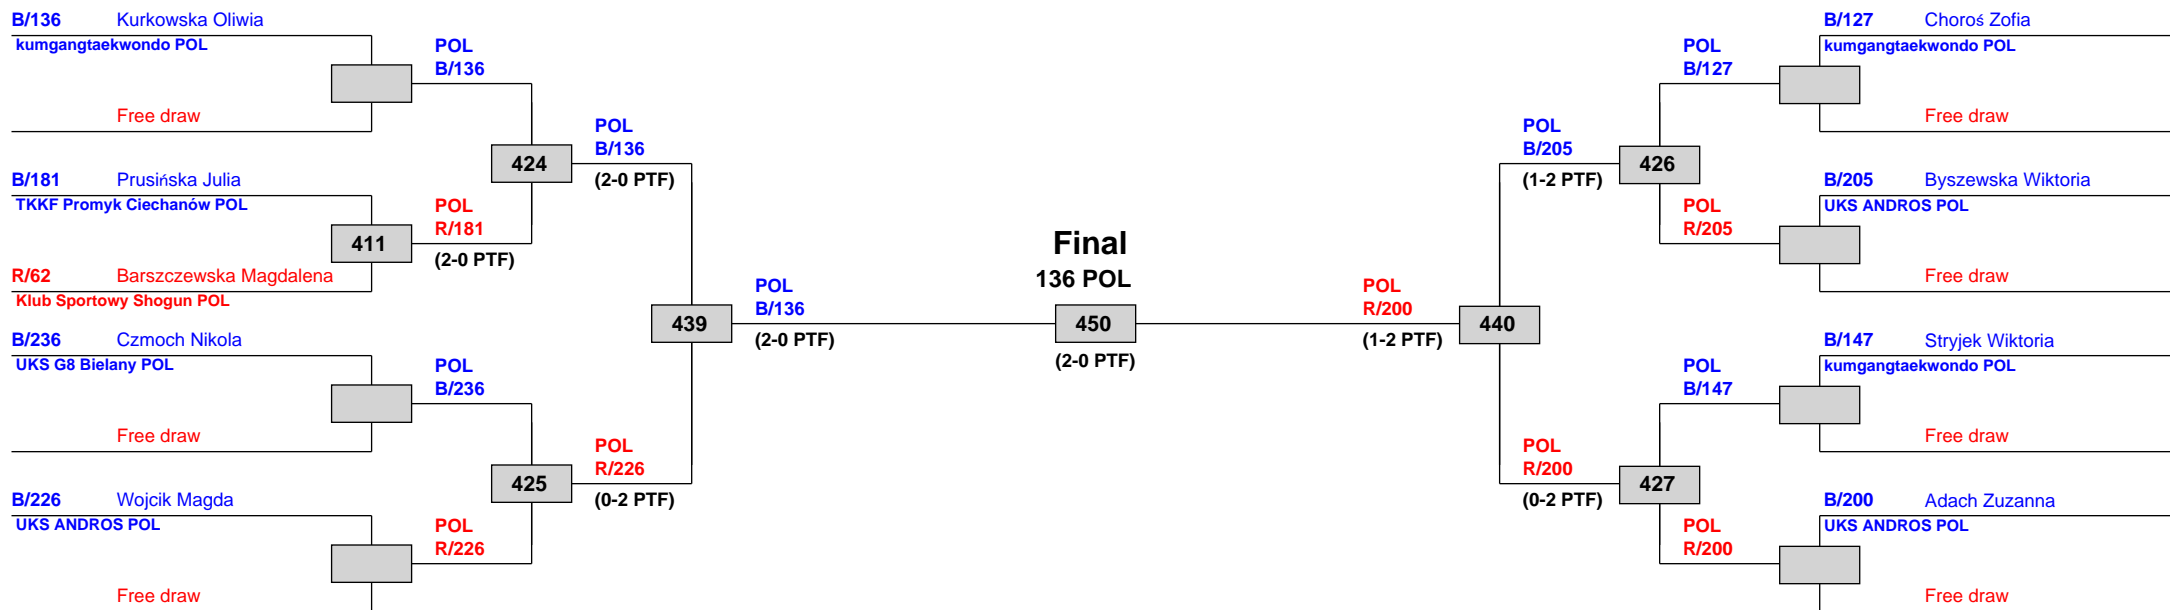 B/136 Kurkowska Oliwia
kumgangtaekwondo POL
Free draw
B/181 Prusińska Julia
TKKF Promyk Ciechanów POL
R/62 Barszczewska Magdalena
Klub Sportowy Shogun POL
B/236 Czmoch Nikola
UKS G8 Bielany POL
Free draw
B/226 Wojcik Magda
UKS ANDROS POL
Free draw
411
POL
B/136
POL
R/181
(2-0 PTF)
POL
B/236
POL
R/226
424
425
POL
B/136
(2-0 PTF)
POL
R/226
(0-2 PTF)
439
POL
B/136
(2-0 PTF)
Final
136 POL
450
(2-0 PTF)
POL
R/200
(1-2 PTF)
440
POL
B/205
(1-2 PTF)
POL
R/200
(0-2 PTF)
426
427
POL
B/127
POL
R/205
POL
B/147
POL
R/200
B/127 Choroś Zofia
kumgangtaekwondo POL
Free draw
B/205 Byszewska Wiktoria
UKS ANDROS POL
Free draw
B/147 Stryjek Wiktoria
kumgangtaekwondo POL
Free draw
B/200 Adach Zuzanna
UKS ANDROS POL
Free draw